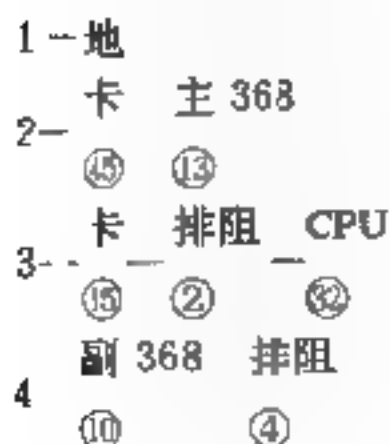 1－地
卡 主 368
2—
㊺ ⑬
卡 排阻 CPU
3-- — —
⑮ ② ㉜
副 368 排阻
4
⑩ ④